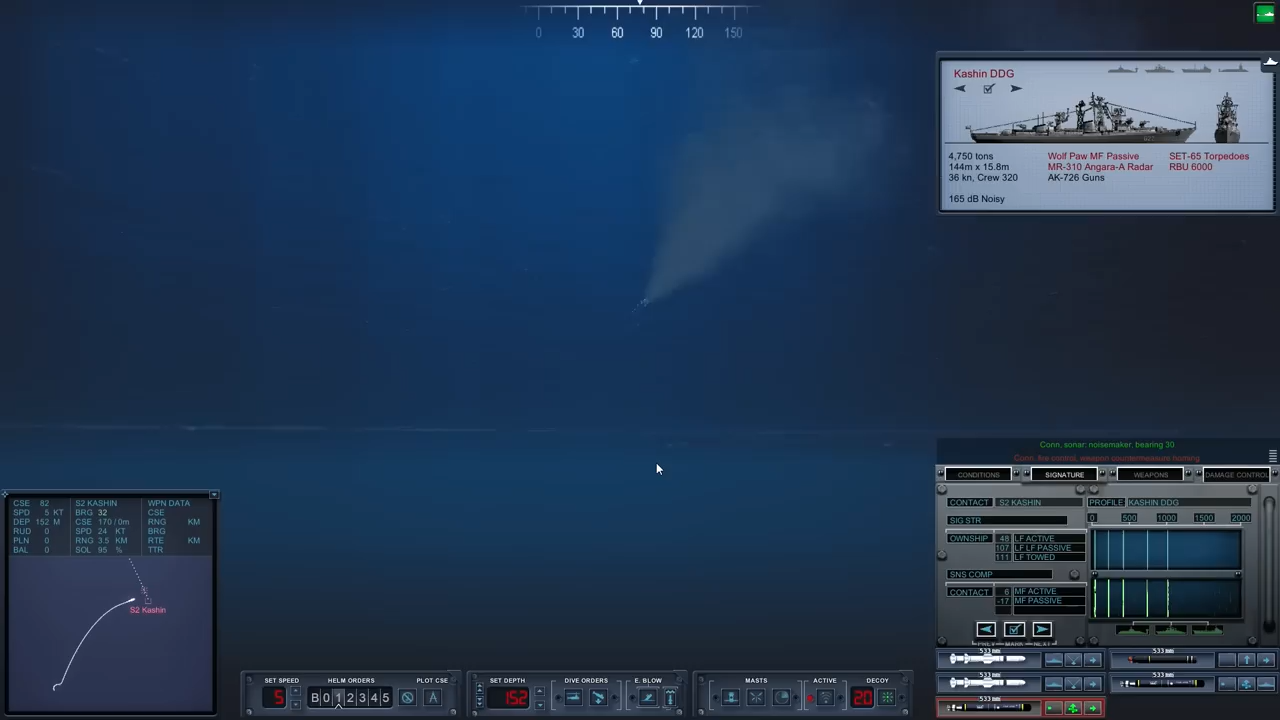 0 30 60 90 120 150
Kashin DDG
4,750 tons Wolf Paw MF Passive SET-65 Torpedoes
144m x 15.8m MR-310 Angara-A Radar RBU 6000
36 kn, Crew 320 AK-726 Guns
165 dB Noisy
Conn, sonar: noisemaker, bearing 30
Conn, fire control, weapon countermeasure homing
CONDITIONS SIGNATURE WEAPONS DAMAGE CONTROL
CONTACT S2 KASHIN PROFILE KASHIN DDG
SIG STR 0 500 1000 1500 2000
OWNSHIP 48 LF ACTIVE
107 LF LF PASSIVE
111 LF TOWED
SNS COMP
CONTACT 6 MF ACTIVE
-17 MF PASSIVE
PREV MARK NEXT
533 mm 533 mm
533 mm 533 mm
533 mm
CSE 82 S2 KASHIN WPN DATA
SPD 5 KT BRG 32 CSE
DEP 152 M CSE 170 / 0m RNG KM
RUD 0 SPD 24 KT BRG
PLN 0 RNG 3.5 KM RTE KM
BAL 0 SOL 95 % TTR
S2 Kashin
SET SPEED HELM ORDERS PLOT CSE SET DEPTH DIVE ORDERS E. BLOW MASTS ACTIVE DECOY
5 B 0 1 2 3 4 5 A 152 20